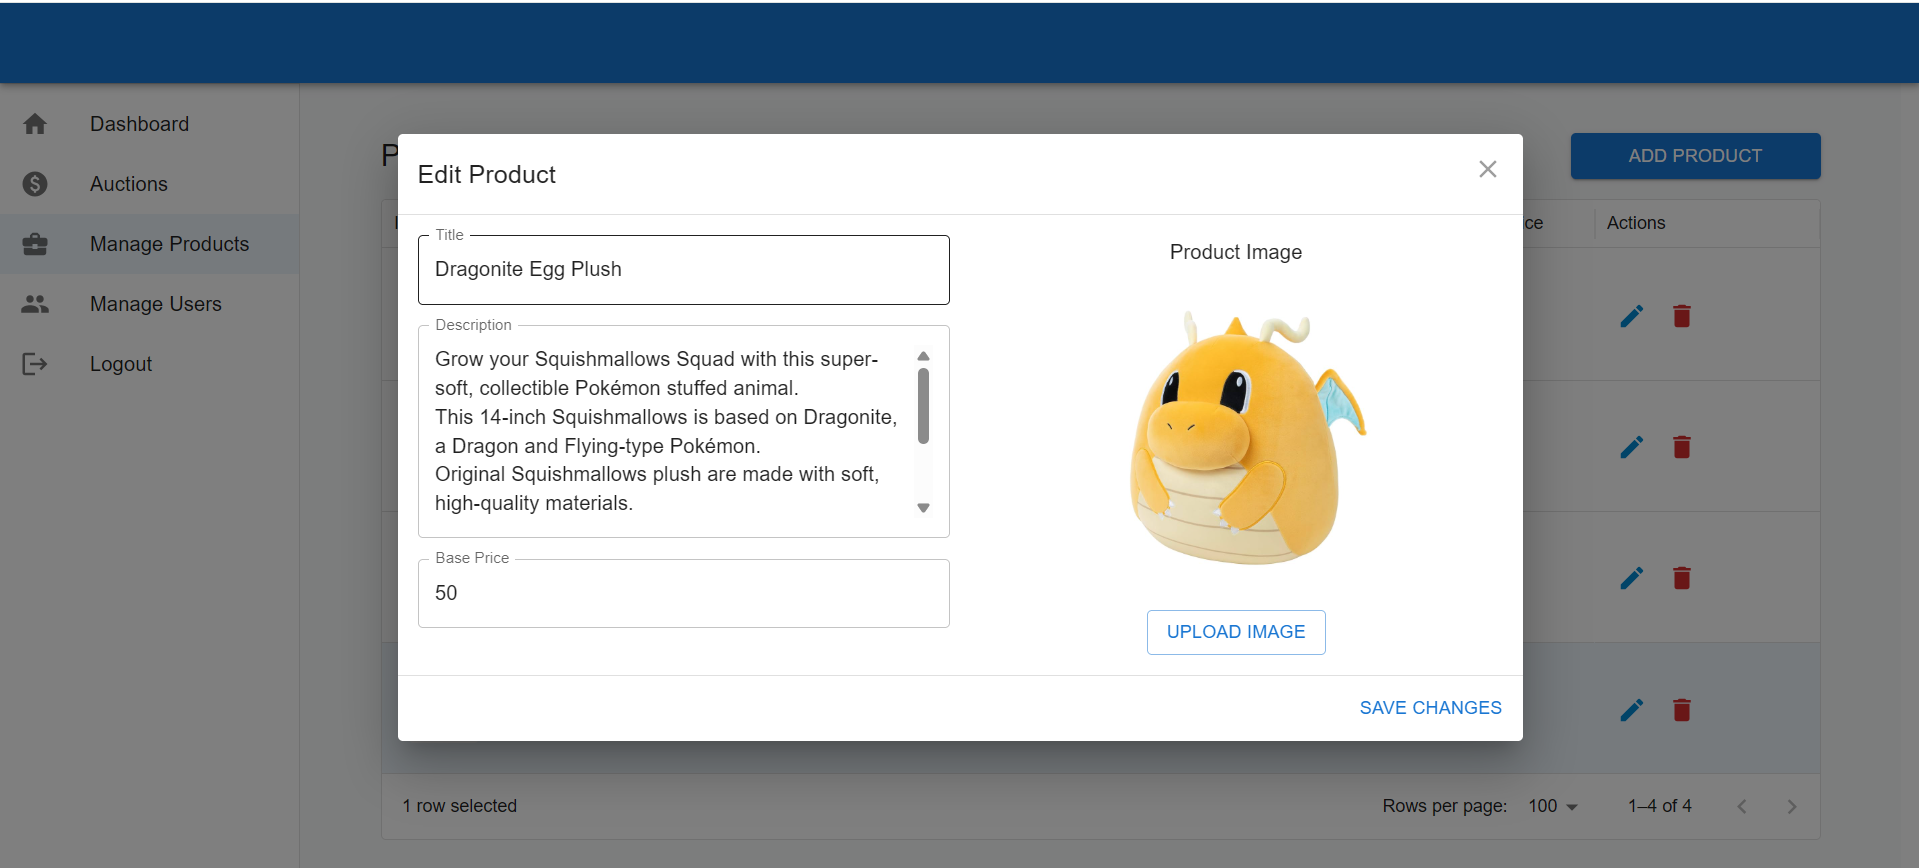 Dashboard
Auctions
Manage Products
Manage Users
Logout
ADD PRODUCT
Actions
Edit Product
Title
Dragonite Egg Plush
Description
Grow your Squishmallows Squad with this super-
soft, collectible Pokémon stuffed animal.
This 14-inch Squishmallows is based on Dragonite,
a Dragon and Flying-type Pokémon.
Original Squishmallows plush are made with soft,
high-quality materials.
Base Price
50
Product Image
UPLOAD IMAGE
SAVE CHANGES
1 row selected
Rows per page: 100
1–4 of 4